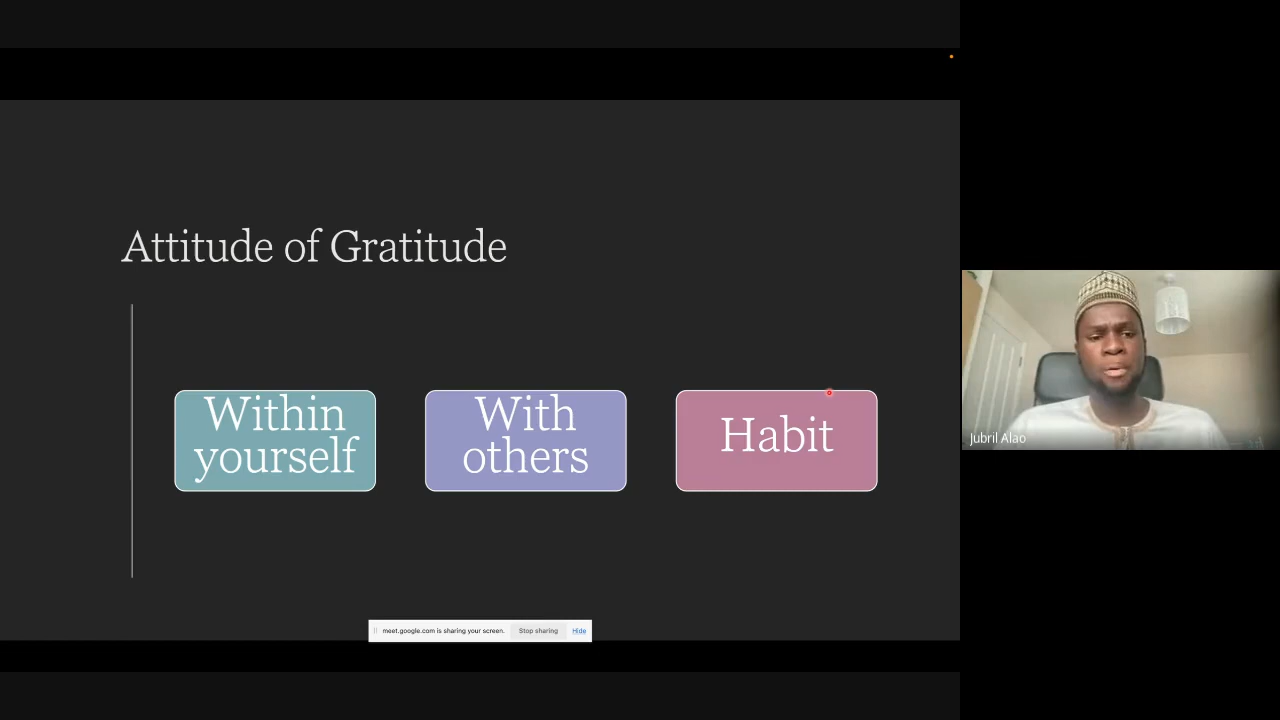 Attitude of Gratitude
Within
yourself
With
others
Habit
Jubril Alao
meet.google.com is sharing your screen. Stop sharing Hide